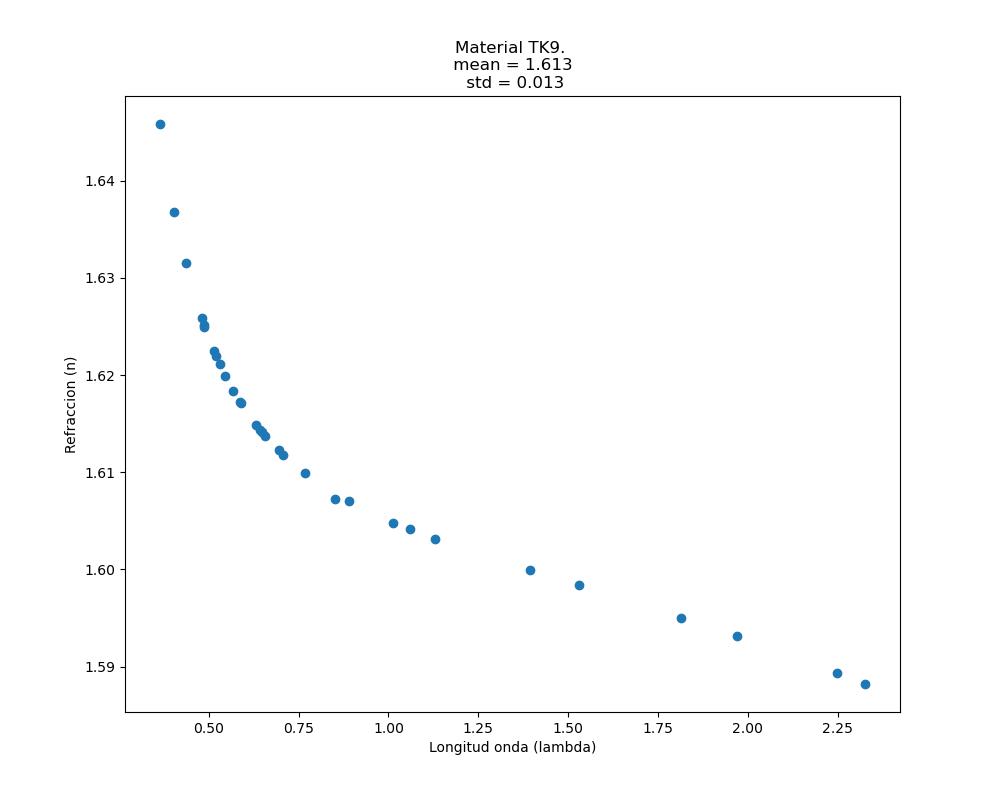 Material TK9.
mean = 1.613
std = 0.013
Refraccion (n)
1.64
1.63
1.62
1.61
1.60
1.59
0.50 0.75 1.00 1.25 1.50 1.75 2.00 2.25
Longitud onda (lambda)